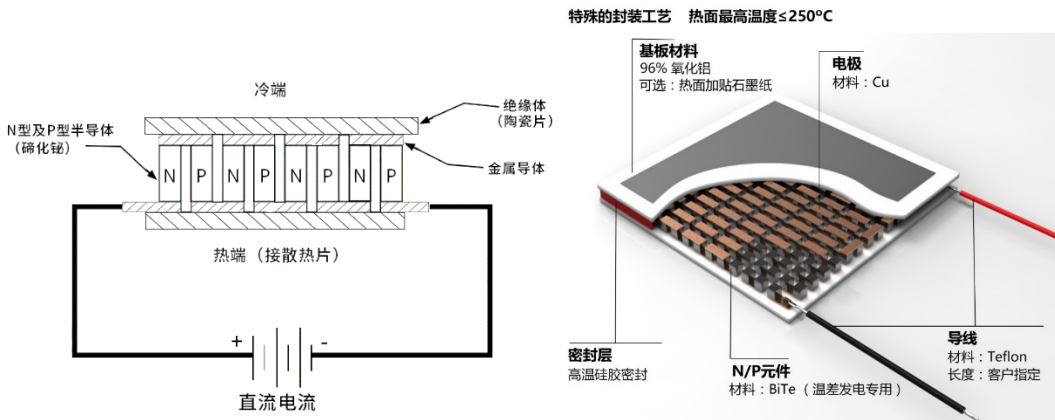 冷端
N型及P型半导体
(碲化铋)
绝缘体
(陶瓷片)
金属导体
N P N P N P N P
热端（接散热片）
+ -
直流电流
特殊的封装工艺 热面最高温度≤250℃
基板材料
96% 氧化铝
可选：热面加贴石墨纸
电极
材料：Cu
密封层
高温硅胶密封
N/P元件
材料：BiTe（温差发电专用）
导线
材料：Teflon
长度：客户指定